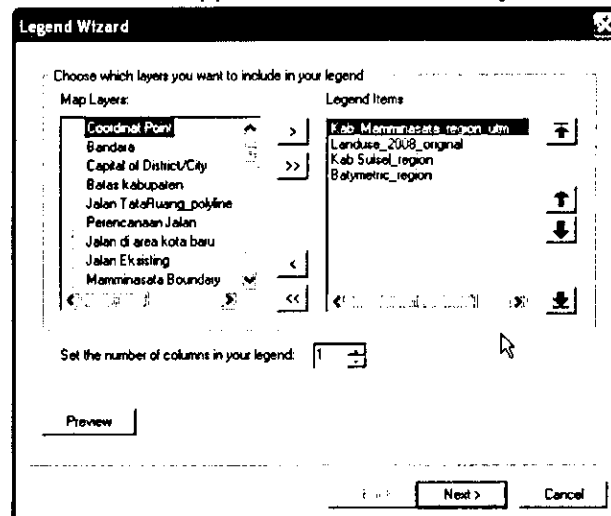 Legend Wizard
Choose which layers you want to include in your legend
Map Layers:
Coordinat Point
Bandara
Capital of District/City
Batas kabupaten
Jalan TataRuang_polyline
Perencanaan Jalan
Jalan di area kota baru
Jalan Eksisting
Mamminasata Boundary
>
>>
<
<<
Legend Items
Kab_Mamminasata_region_utm
Landuse_2008_original
Kab Sulsel_region
Batymetric_region
Set the number of columns in your legend:
1
Preview
Next >
Cancel